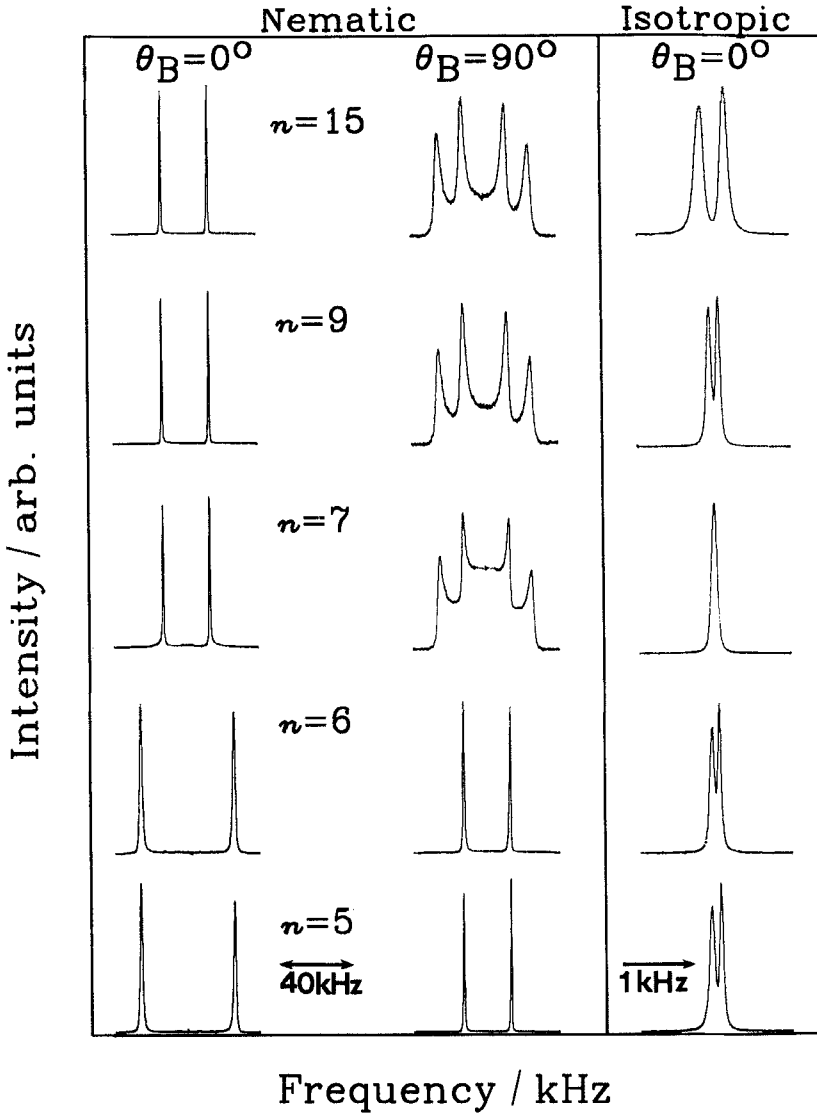 Nematic Isotropic
θB=0° θB=90° θB=0°
n=15
n=9
n=7
n=6
n=5
40kHz 1kHz
Intensity / arb. units
Frequency / kHz